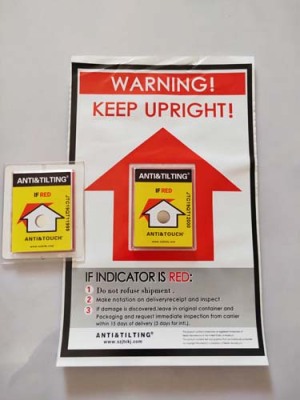 WARNING!
KEEP UPRIGHT!
ANTI&TILTING®
IF RED
ANTI&TOUCH®
ANTI&TILTING®
IF RED
ANTI&TOUCH®
IF INDICATOR IS RED:
1 Do not refuse shipment .
2 Make notation on delivery/receipt and inspect
3 If damage is discovered,leave in original container and
Packaging and request immediate inspection from carrier
within 15 days of delivery (3 days for Intl.).
ANTI&TILTING®